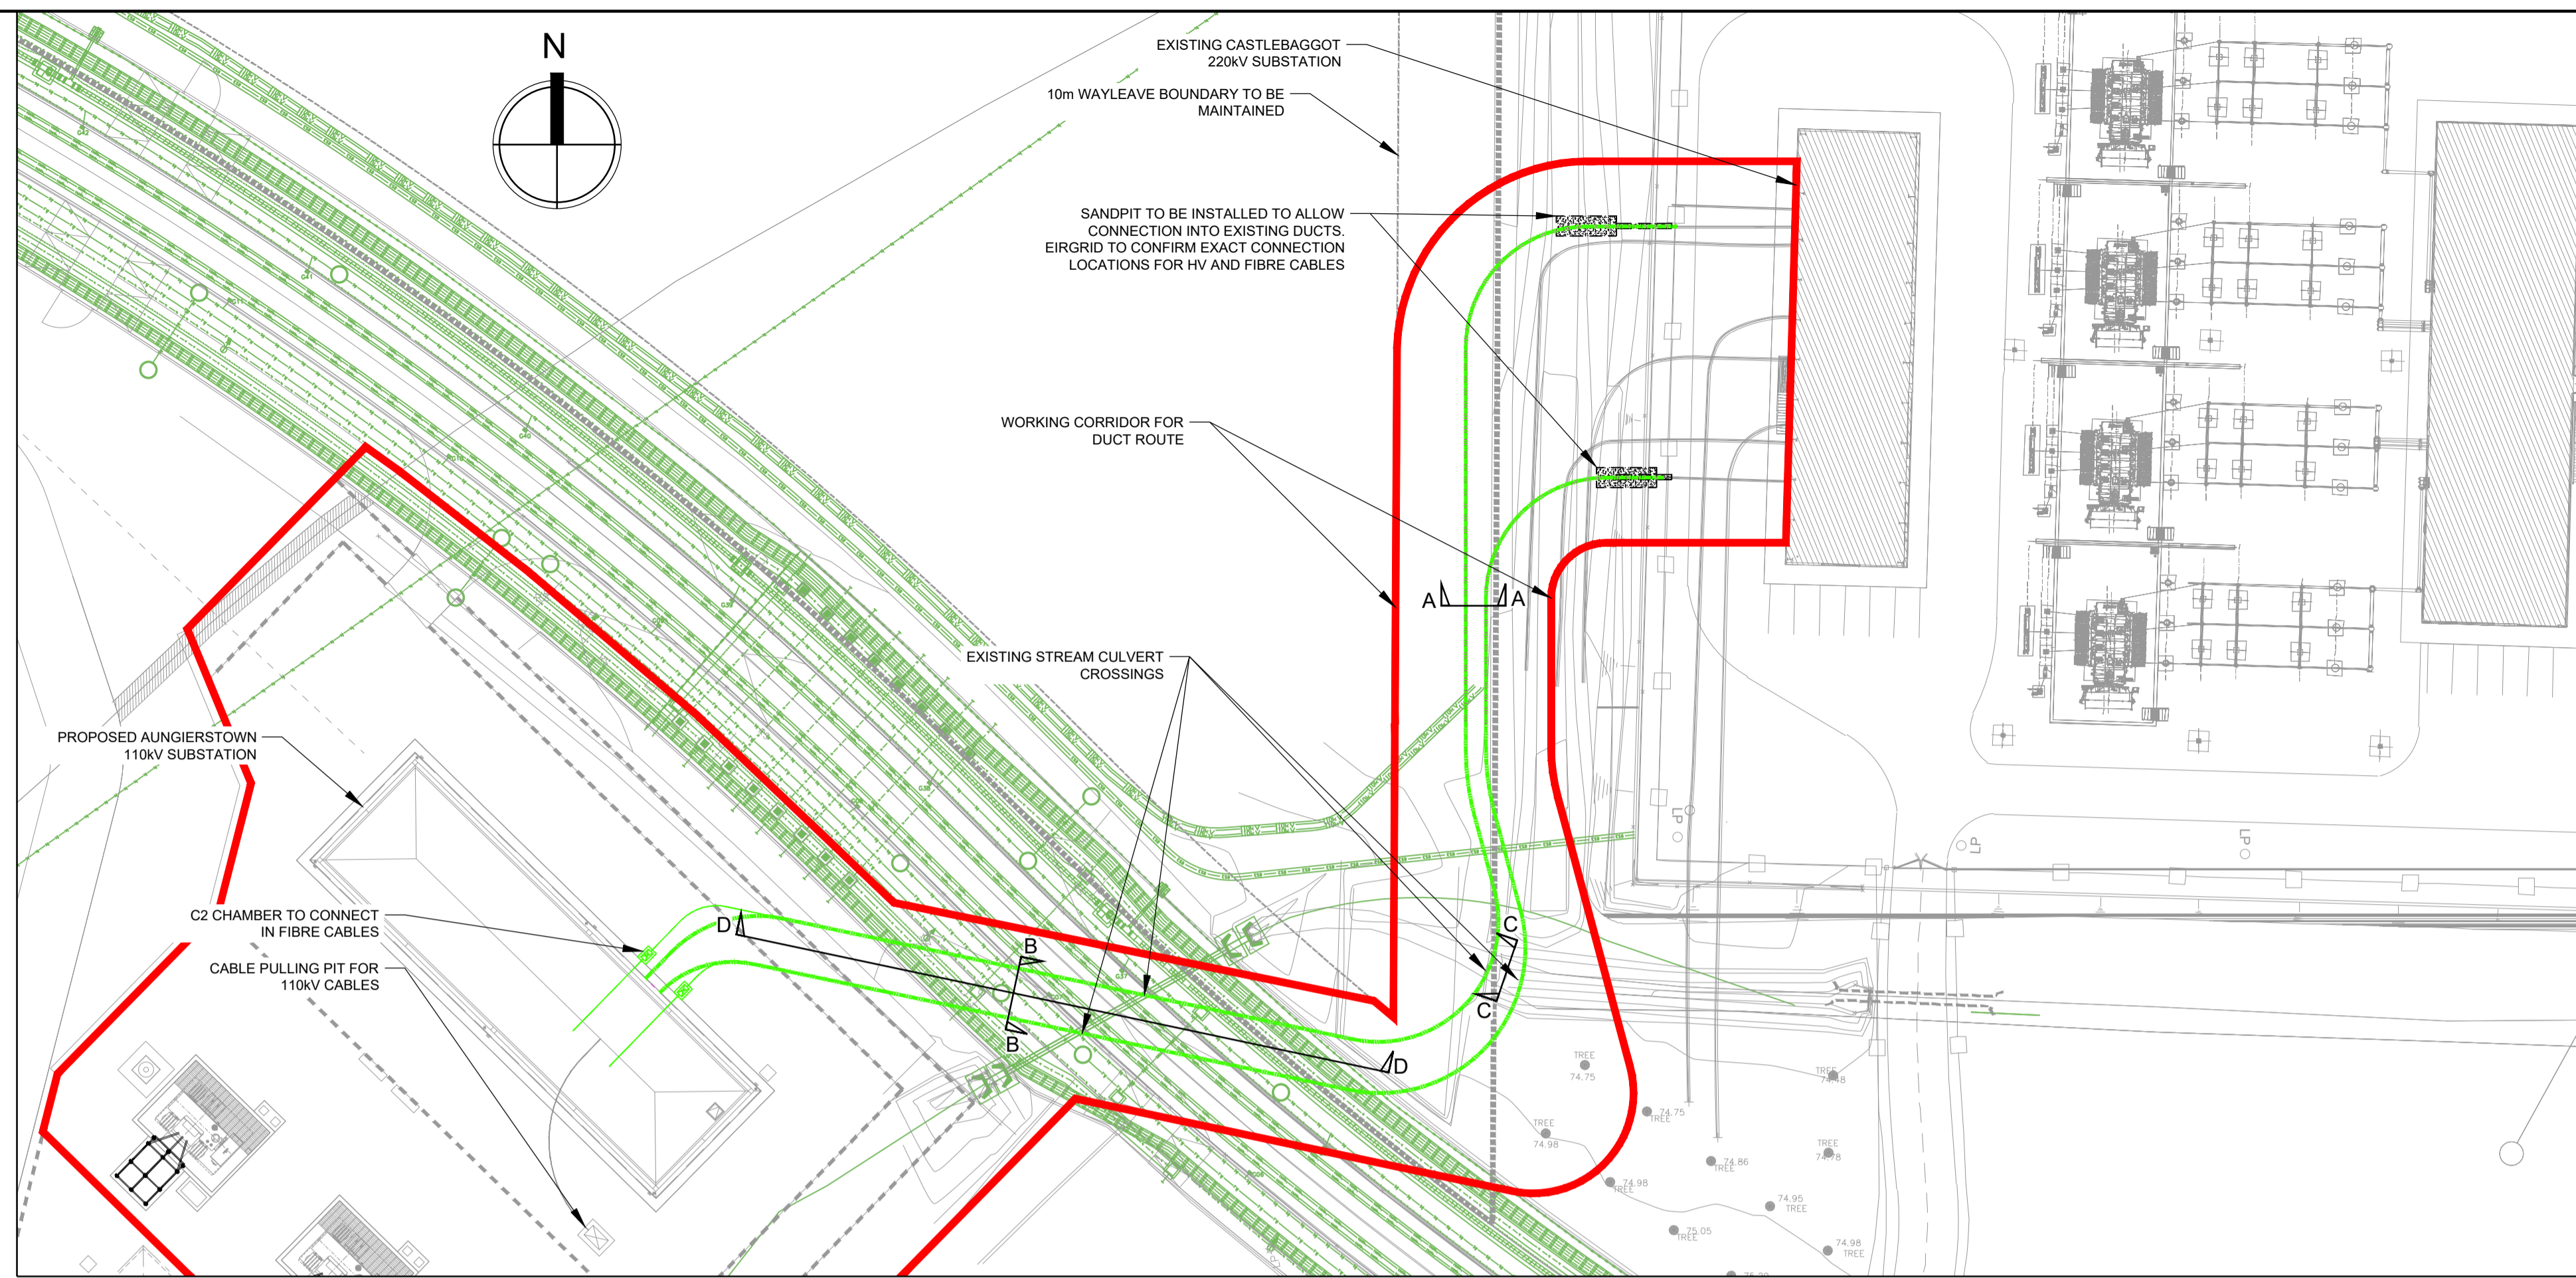 N
EXISTING CASTLEBAGGOT
220kV SUBSTATION
10m WAYLEAVE BOUNDARY TO BE
MAINTAINED
SANDPIT TO BE INSTALLED TO ALLOW
CONNECTION INTO EXISTING DUCTS.
EIRGRID TO CONFIRM EXACT CONNECTION
LOCATIONS FOR HV AND FIBRE CABLES
WORKING CORRIDOR FOR
DUCT ROUTE
A
A
EXISTING STREAM CULVERT
CROSSINGS
PROPOSED AUNGIERSTOWN
110kV SUBSTATION
C2 CHAMBER TO CONNECT
IN FIBRE CABLES
CABLE PULLING PIT FOR
110kV CABLES
D
D
B
B
C
C
LP
LP
LP
TREE
74.75
TREE
74.48
74.75
TREE
TREE
74.98
74.86
TREE
TREE
74.78
74.98
TREE
74.95
TREE
75.05
TREE
74.98
TREE